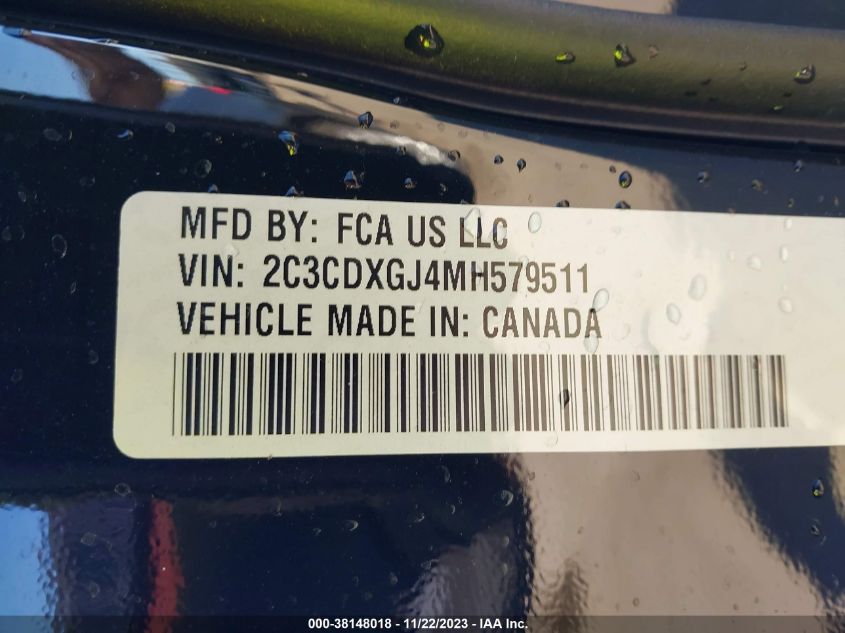 MFD BY: FCA US LLC
VIN: 2C3CDXGJ4MH579511
VEHICLE MADE IN: CANADA
000-38148018 - 11/22/2023 - IAA Inc.